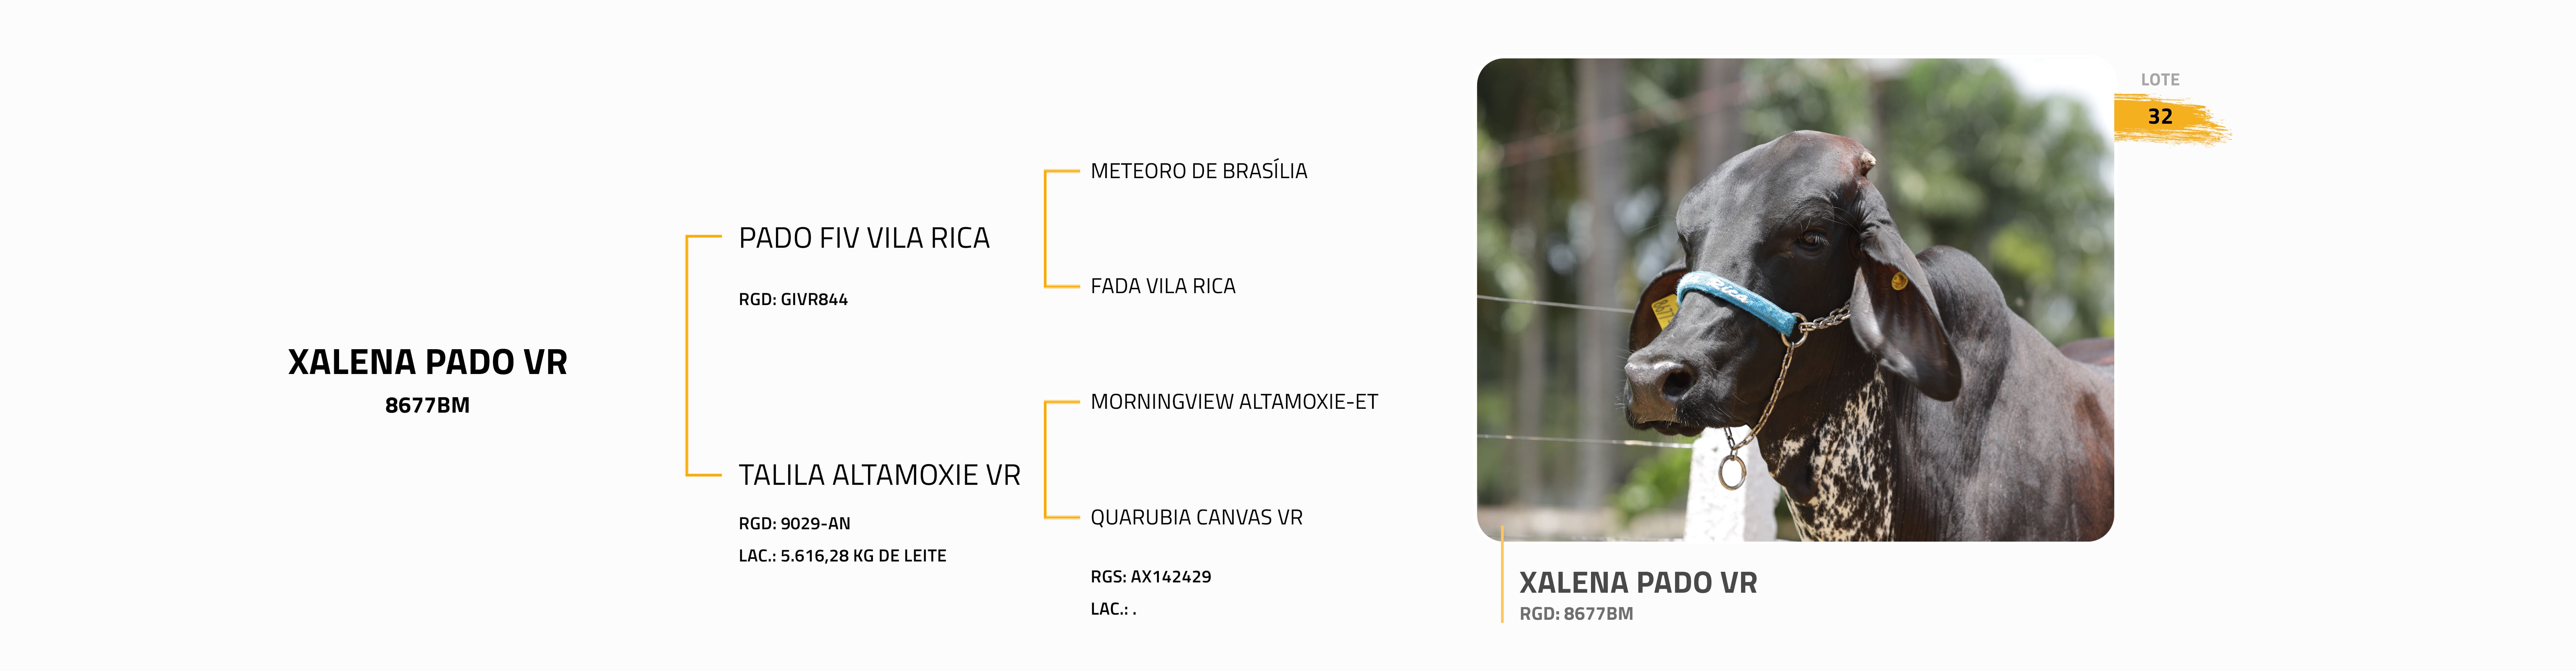 XALENA PADO VR
8677BM
PADO FIV VILA RICA
RGD: GIVR844
TALILA ALTAMOXIE VR
RGD: 9029-AN
LAC.: 5.616,28 KG DE LEITE
METEORO DE BRASÍLIA
FADA VILA RICA
MORNINGVIEW ALTAMOXIE-ET
QUARUBIA CANVAS VR
RGS: AX142429
LAC.: .
LOTE
32
Rica
8677
XALENA PADO VR
RGD: 8677BM